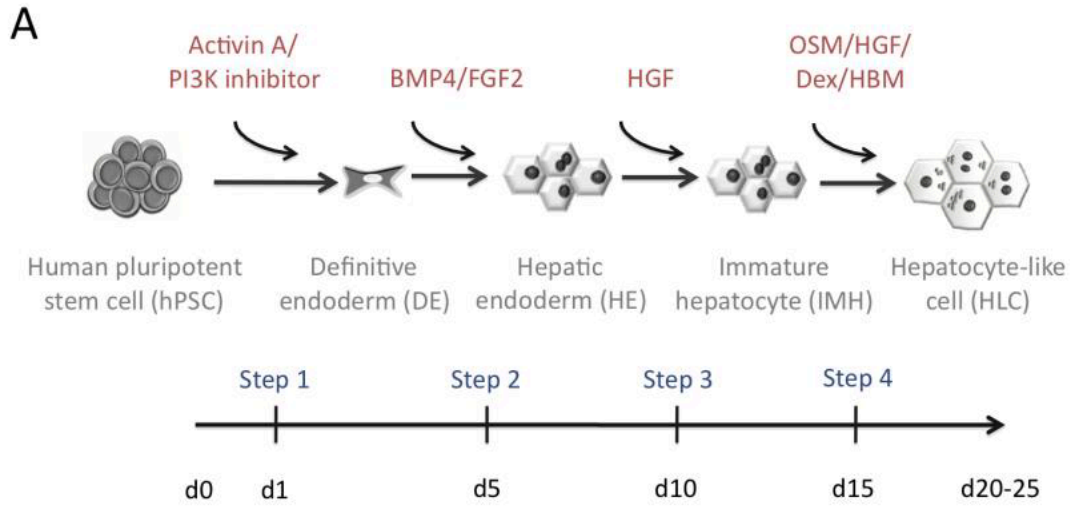 A
Activin A/
PI3K inhibitor
BMP4/FGF2
HGF
OSM/HGF/
Dex/HBM
Human pluripotent
stem cell (hPSC)
Definitive
endoderm (DE)
Hepatic
endoderm (HE)
Immature
hepatocyte (IMH)
Hepatocyte-like
cell (HLC)
Step 1
Step 2
Step 3
Step 4
d0
d1
d5
d10
d15
d20-25